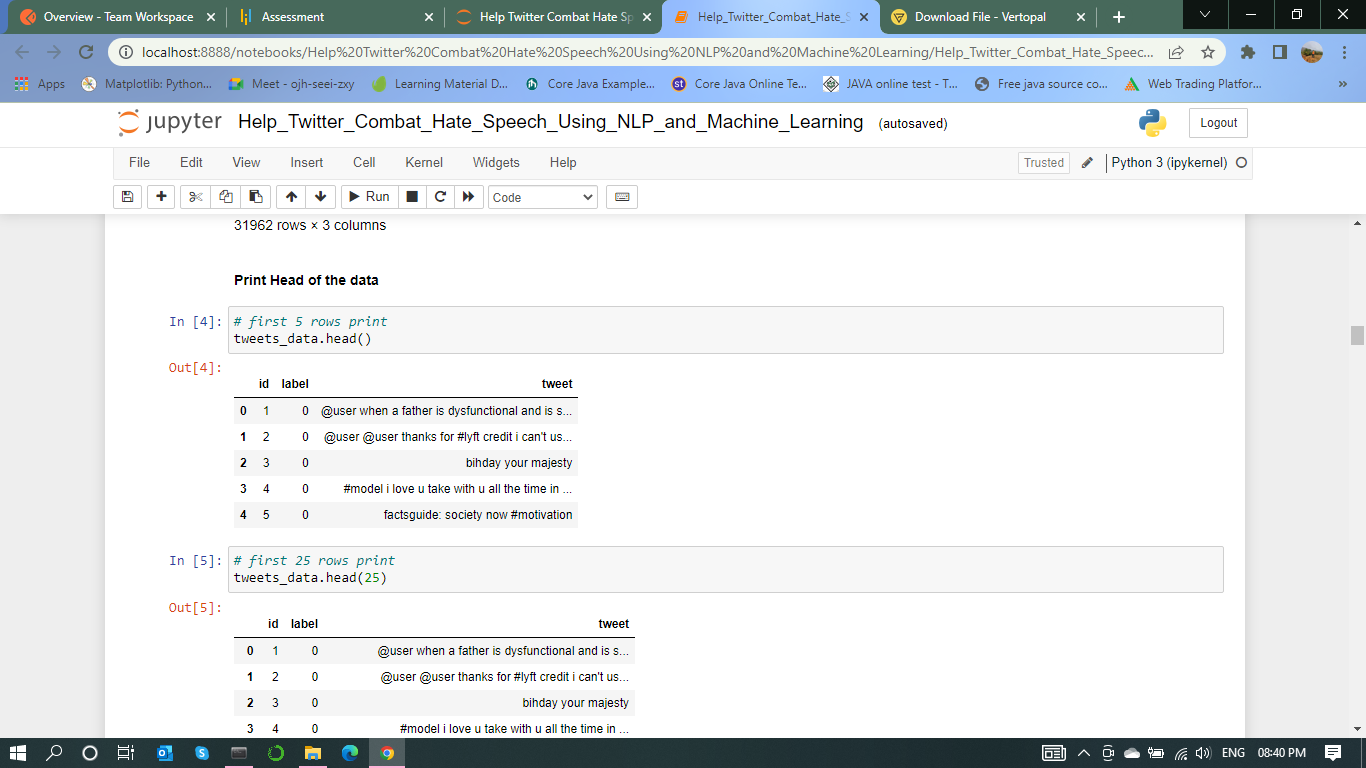 Overview - Team Workspace
Assessment
Help Twitter Combat Hate Sp
Help_Twitter_Combat_Hate_S
Download File - Vertopal
localhost:8888/notebooks/Help%20Twitter%20Combat%20Hate%20Speech%20Using%20NLP%20and%20Machine%20Learning/Help_Twitter_Combat_Hate_Speec...
Apps
Matplotlib: Python...
Meet - ojh-seei-zxy
Learning Material D...
Core Java Example...
Core Java Online Te...
JAVA online test - T...
Free java source co...
Web Trading Platfor...
»
jupyter Help_Twitter_Combat_Hate_Speech_Using_NLP_and_Machine_Learning (autosaved)
Logout
File Edit View Insert Cell Kernel Widgets Help
Trusted
Python 3 (ipykernel)
Run
Code
31962 rows × 3 columns
Print Head of the data
In [4]: # first 5 rows print
tweets_data.head()
Out[4]:
id label tweet
0 1 0 @user when a father is dysfunctional and is s...
1 2 0 @user @user thanks for #lyft credit i can't us...
2 3 0 bihday your majesty
3 4 0 #model i love u take with u all the time in ...
4 5 0 factsguide: society now #motivation
In [5]: # first 25 rows print
tweets_data.head(25)
Out[5]:
id label tweet
0 1 0 @user when a father is dysfunctional and is s...
1 2 0 @user @user thanks for #lyft credit i can't us...
2 3 0 bihday your majesty
3 4 0 #model i love u take with u all the time in ...
ENG 08:40 PM